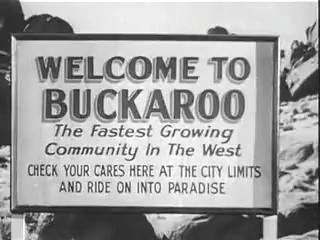 WELCOME TO
BUCKAROO
The Fastest Growing
Community In The West
CHECK YOUR CARES HERE AT THE CITY LIMITS
AND RIDE ON INTO PARADISE